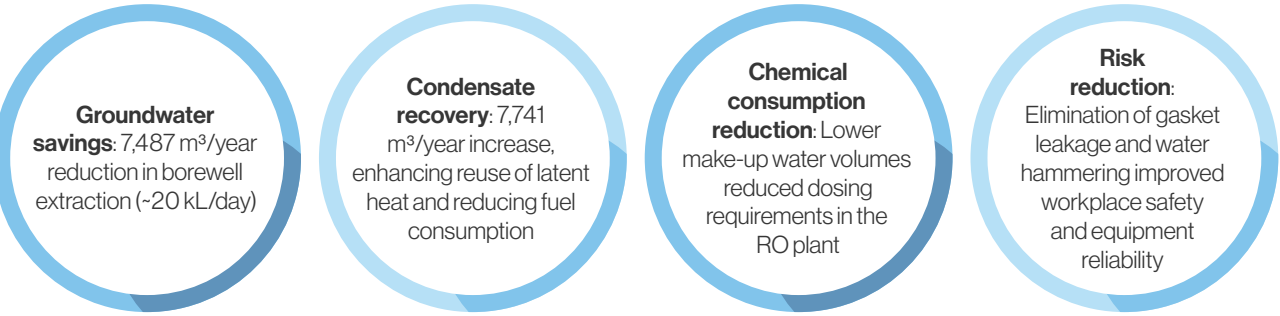 Groundwater
savings: 7,487 m³/year
reduction in borewell
extraction (~20 kL/day)
Condensate
recovery: 7,741
m³/year increase,
enhancing reuse of latent
heat and reducing fuel
consumption
Chemical
consumption
reduction: Lower
make-up water volumes
reduced dosing
requirements in the
RO plant
Risk
reduction:
Elimination of gasket
leakage and water
hammering improved
workplace safety
and equipment
reliability